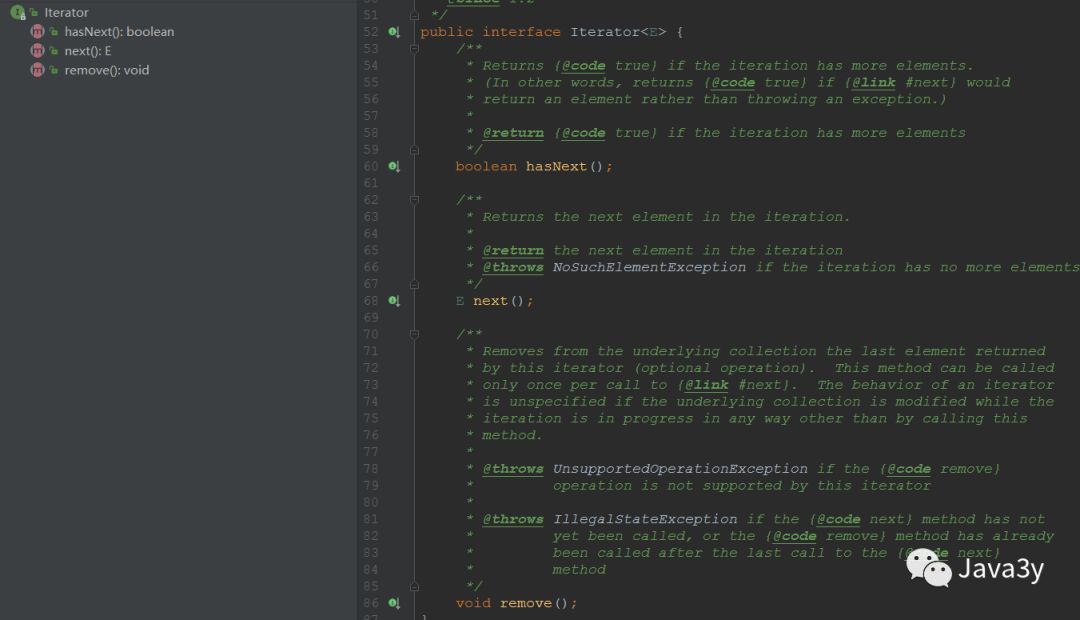 Iterator
hasNext(): boolean
next(): E
remove(): void
51 */
52 public interface Iterator<E> {
53 /**
54 * Returns {@code true} if the iteration has more elements.
55 * (In other words, returns {@code true} if {@link #next} would
56 * return an element rather than throwing an exception.)
57 *
58 * @return {@code true} if the iteration has more elements
59 */
60 boolean hasNext();
61
62 /**
63 * Returns the next element in the iteration.
64 *
65 * @return the next element in the iteration
66 * @throws NoSuchElementException if the iteration has no more elements
67 */
68 E next();
69
70 /**
71 * Removes from the underlying collection the last element returned
72 * by this iterator (optional operation).  This method can be called
73 * only once per call to {@link #next}.  The behavior of an iterator
74 * is unspecified if the underlying collection is modified while the
75 * iteration is in progress in any way other than by calling this
76 * method.
77 *
78 * @throws UnsupportedOperationException if the {@code remove}
79 * operation is not supported by this iterator
80 *
81 * @throws IllegalStateException if the {@code next} method has not
82 * yet been called, or the {@code remove} method has already
83 * been called after the last call to the {@code next}
84 * method
85 */
86 void remove();
87 }
Java3y